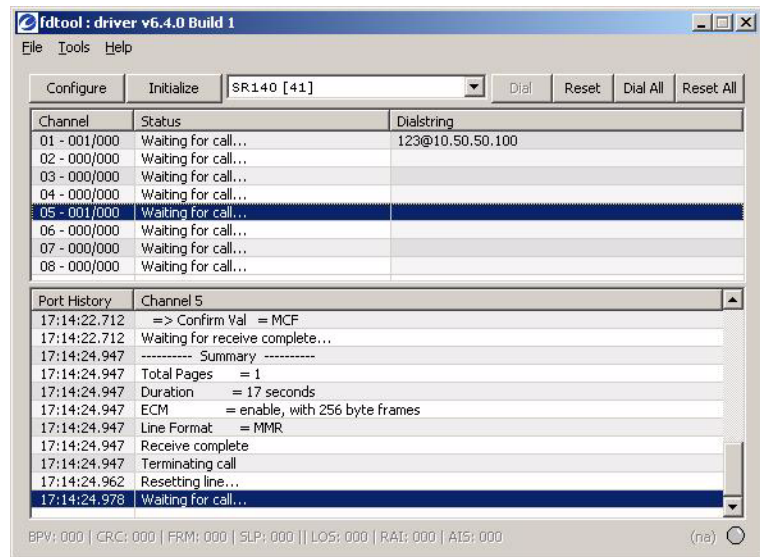 fdtool : driver v6.4.0 Build 1
File Tools Help
Configure Initialize SR140 [41] Dial Reset Dial All Reset All
Channel Status Dialstring
01 - 001/000 Waiting for call... 123@10.50.50.100
02 - 000/000 Waiting for call...
03 - 000/000 Waiting for call...
04 - 000/000 Waiting for call...
05 - 001/000 Waiting for call...
06 - 000/000 Waiting for call...
07 - 000/000 Waiting for call...
08 - 000/000 Waiting for call...
Port History Channel 5
17:14:22.712 => Confirm Val = MCF
17:14:22.712 Waiting for receive complete...
17:14:24.947 ---------- Summary ----------
17:14:24.947 Total Pages = 1
17:14:24.947 Duration = 17 seconds
17:14:24.947 ECM = enable, with 256 byte frames
17:14:24.947 Line Format = MMR
17:14:24.947 Receive complete
17:14:24.947 Terminating call
17:14:24.962 Resetting line...
17:14:24.978 Waiting for call...
BPV: 000 | CRC: 000 | FRM: 000 | SLP: 000 || LOS: 000 | RAI: 000 | AIS: 000 (na)